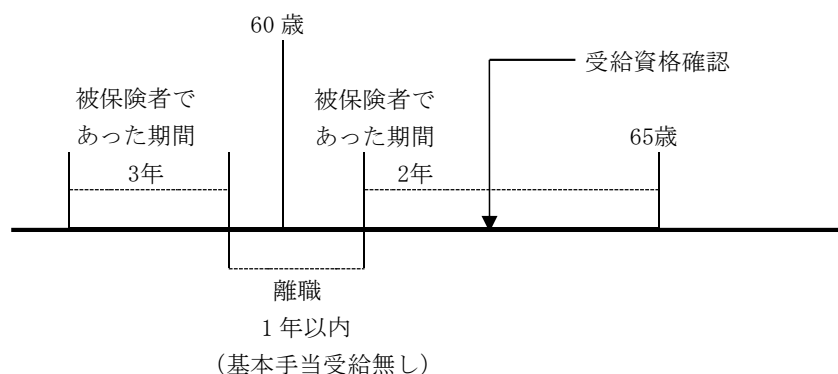 60 歳
受給資格確認
被保険者で
あった期間
3年
被保険者で
あった期間
2年
65歳
離職
1 年以内
（基本手当受給無し）